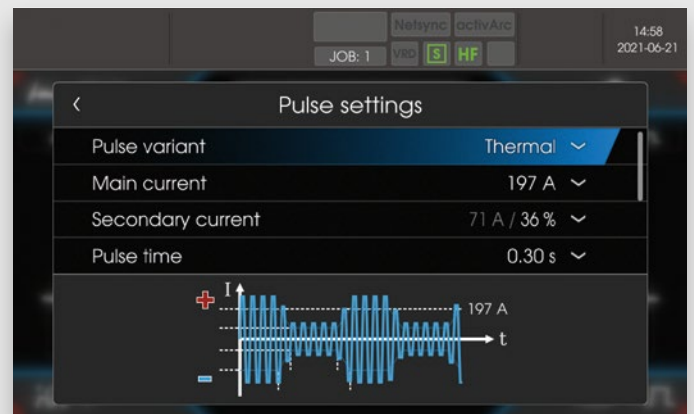 Netsync activArc
JOB: 1 VRD S HF
14:58
2021-06-21
Pulse settings
Pulse variant Thermal
Main current 197 A
Secondary current 71 A / 36 %
Pulse time 0.30 s
I
197 A
t